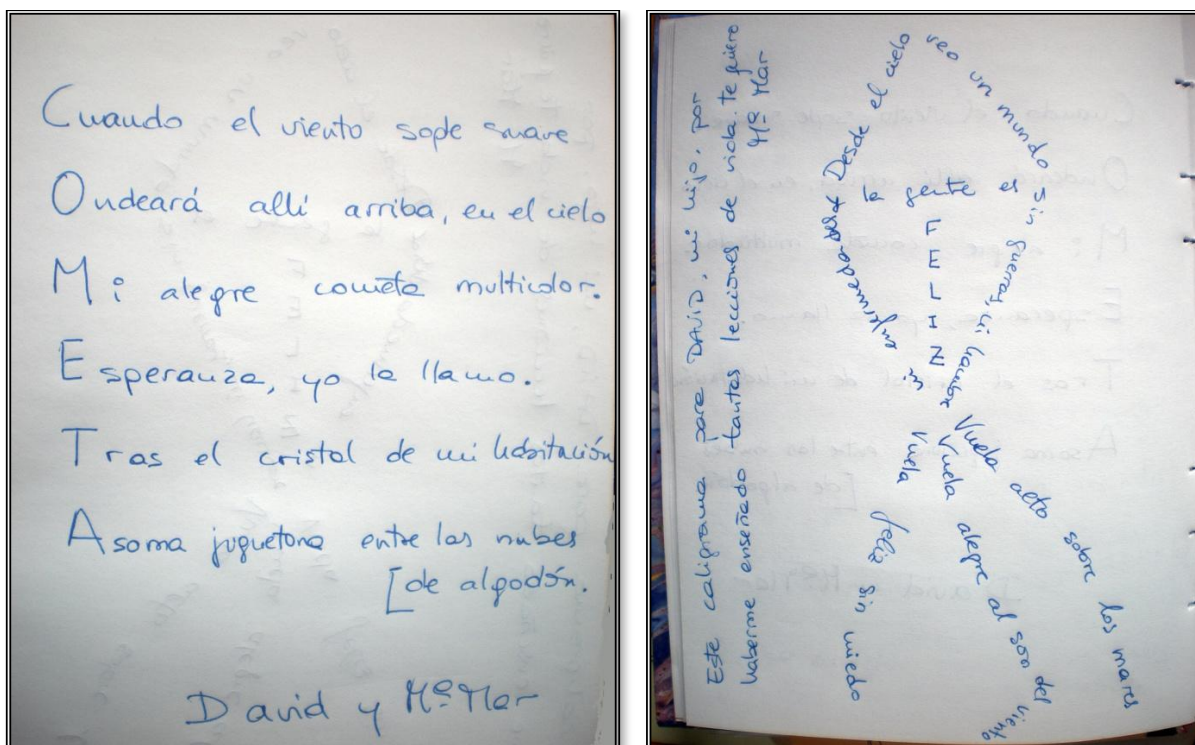 Cuando el viento sople suave
Ondeará allí arriba, en el cielo
Mi alegre cometa multicolor.
Esperanza, yo la llamo.
Tras el cristal de mi habitación
Asoma juguetona entre las nubes
[de algodón.
David y Mª Mar
Este caligrama para DAVID, mi hijo, por
haberme enseñado tantas lecciones de vida, te quiero
Mª Mar
Desde el cielo
veo un mundo sin guerras, ni hambre
ni enfermedades
la gente es
FELIZ
Vuela alto sobre los mares
Vuela alegre al son del viento
Vuela feliz sin miedo